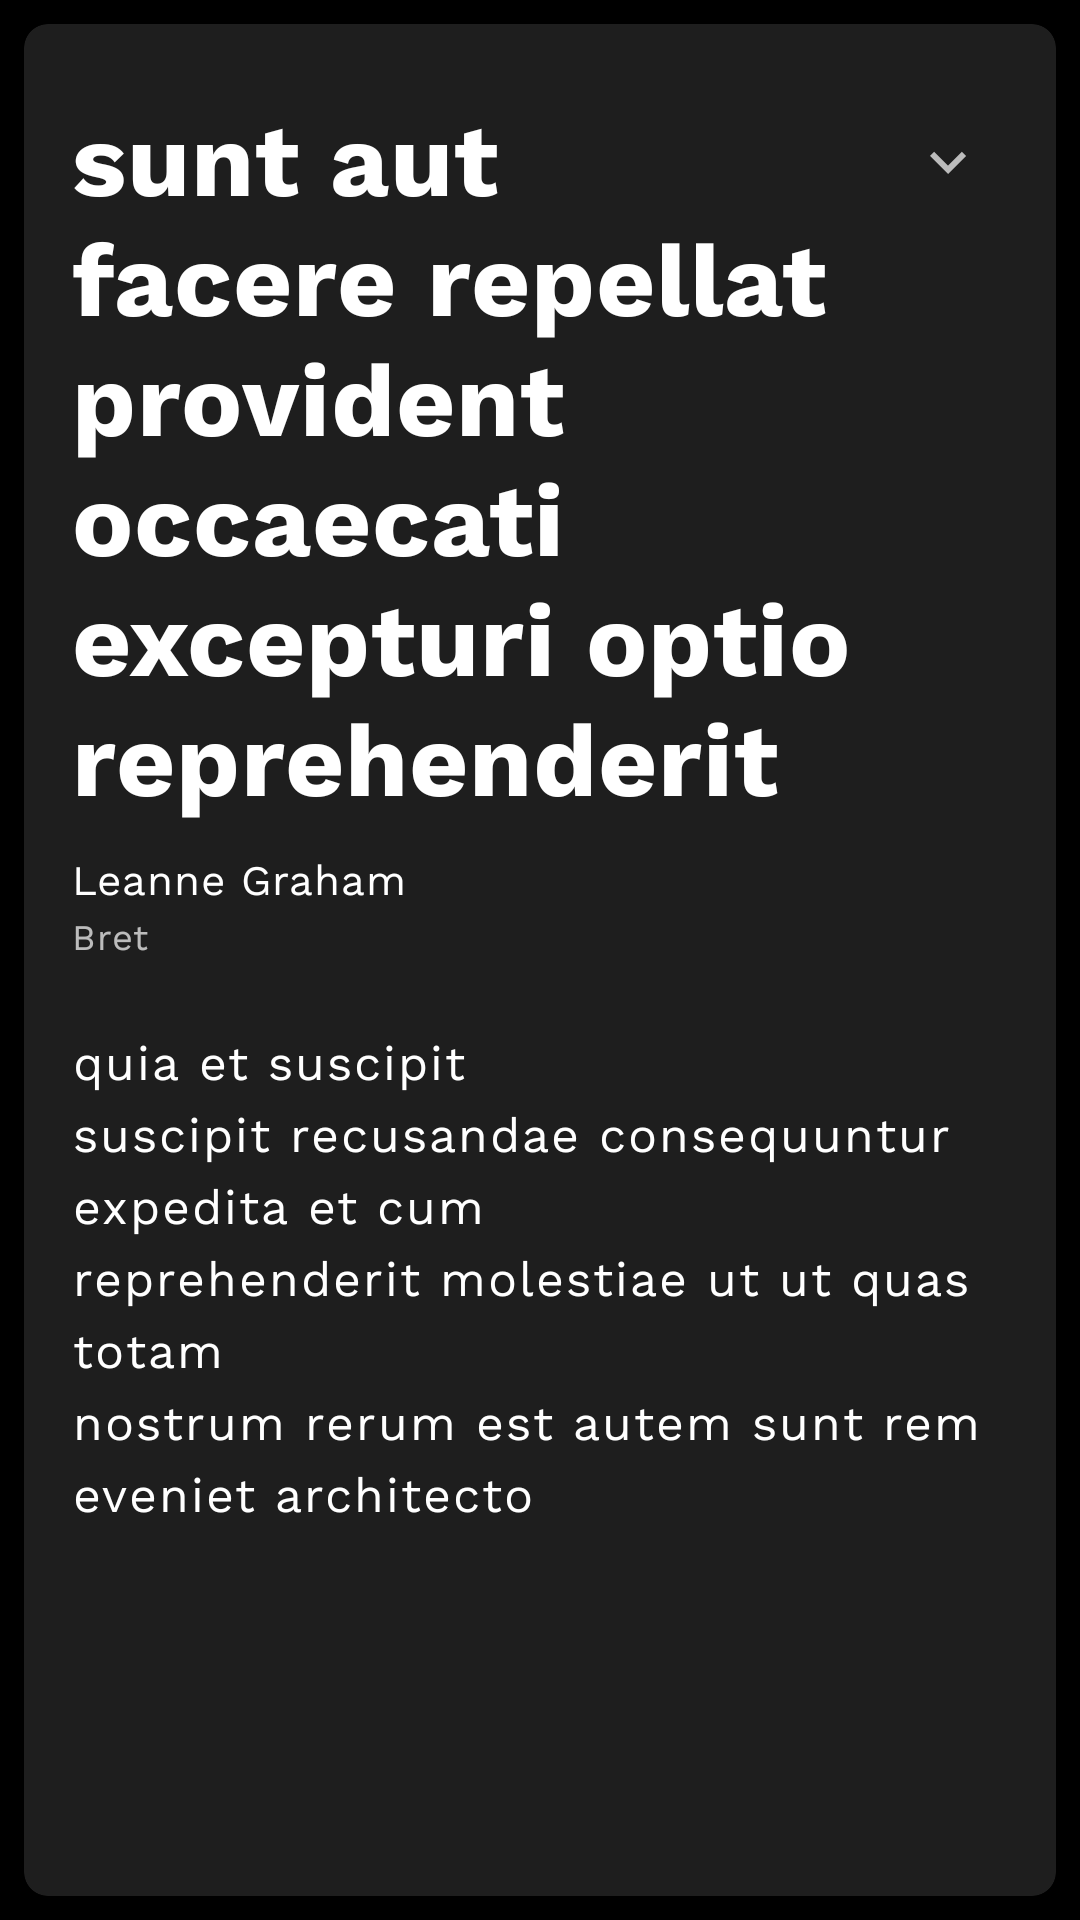 sunt aut
facere repellat
provident
occaecati
excepturi optio
reprehenderit
Leanne Graham
Bret
quia et suscipit
suscipit recusandae consequuntur
expedita et cum
reprehenderit molestiae ut ut quas
totam
nostrum rerum est autem sunt rem
eveniet architecto